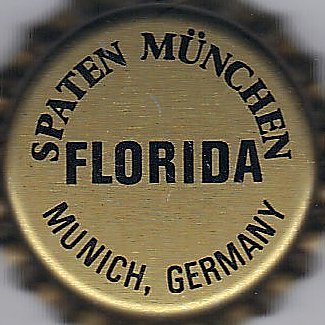 SPATEN MÜNCHEN
FLORIDA
MUNICH, GERMANY